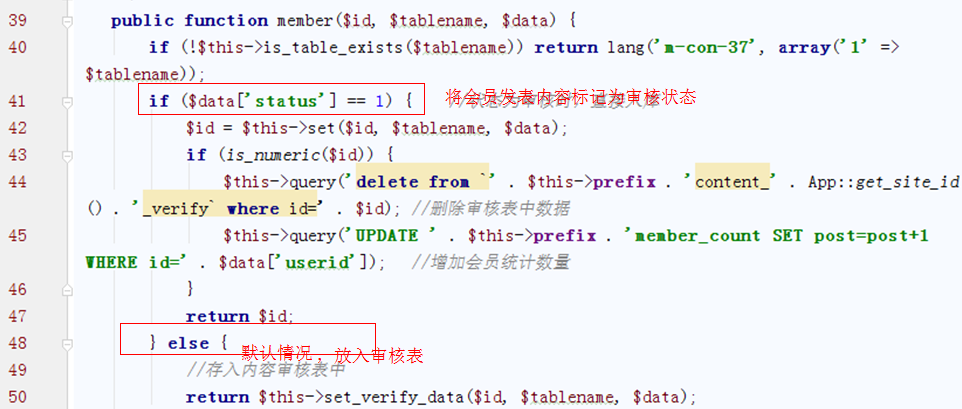 39 public function member($id, $tablename, $data) {
40 if (!$this->is_table_exists($tablename)) return lang('m-con-37', array('1' =>
$tablename));
41 if ($data['status'] == 1) { 将会员发表内容标记为审核状态
42 $id = $this->set($id, $tablename, $data);
43 if (is_numeric($id)) {
44 $this->query('delete from `' . $this->prefix . 'content_' . App::get_site_id
() . '_verify` where id=' . $id); //删除审核表中数据
45 $this->query('UPDATE ' . $this->prefix . 'member_count SET post=post+1
WHERE id=' . $data['userid']); //增加会员统计数量
46 }
47 return $id;
48 } else { 默认情况，放入审核表
49 //存入内容审核表中
50 return $this->set_verify_data($id, $tablename, $data);